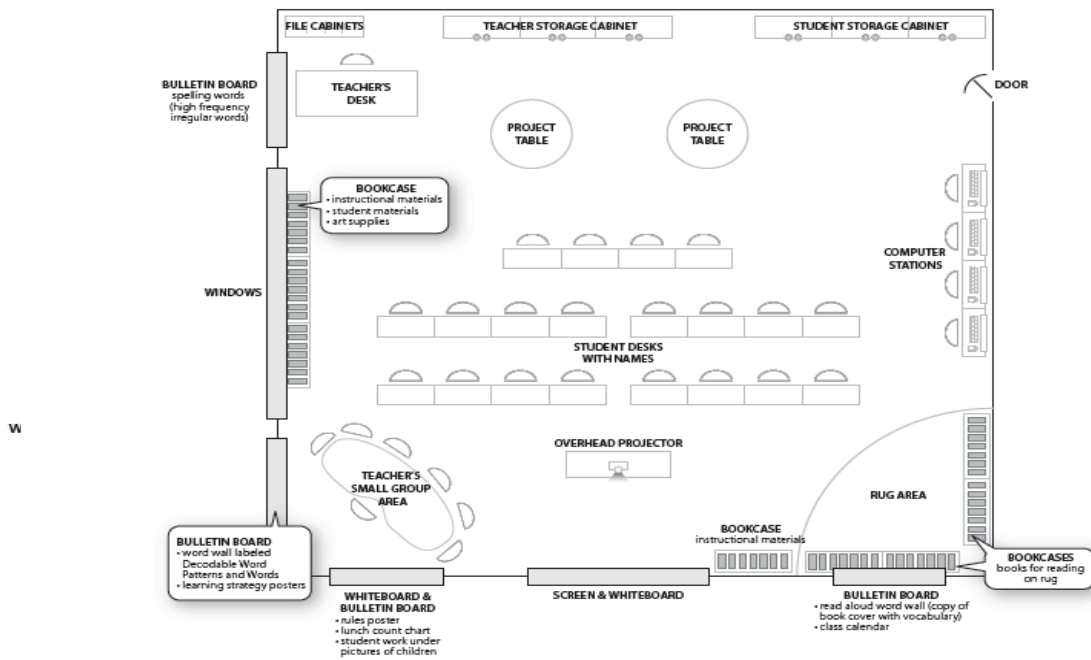 FILE CABINETS
TEACHER STORAGE CABINET
STUDENT STORAGE CABINET
BULLETIN BOARD
spelling words
(high frequency
irregular words)
TEACHER'S
DESK
DOOR
PROJECT
TABLE
PROJECT
TABLE
BOOKCASE
• instructional materials
• student materials
• art supplies
COMPUTER
STATIONS
WINDOWS
STUDENT DESKS
WITH NAMES
W
OVERHEAD PROJECTOR
TEACHER'S
SMALL GROUP
AREA
RUG AREA
BOOKCASE
instructional materials
BULLETIN BOARD
• word wall labeled
Decodable Word
Patterns and Words
• learning strategy posters
BOOKCASES
books for reading
on rug
WHITEBOARD &
BULLETIN BOARD
• rules poster
• lunch count chart
• student work under
pictures of children
SCREEN & WHITEBOARD
BULLETIN BOARD
• read aloud word wall (copy of
book cover with vocabulary)
• class calendar